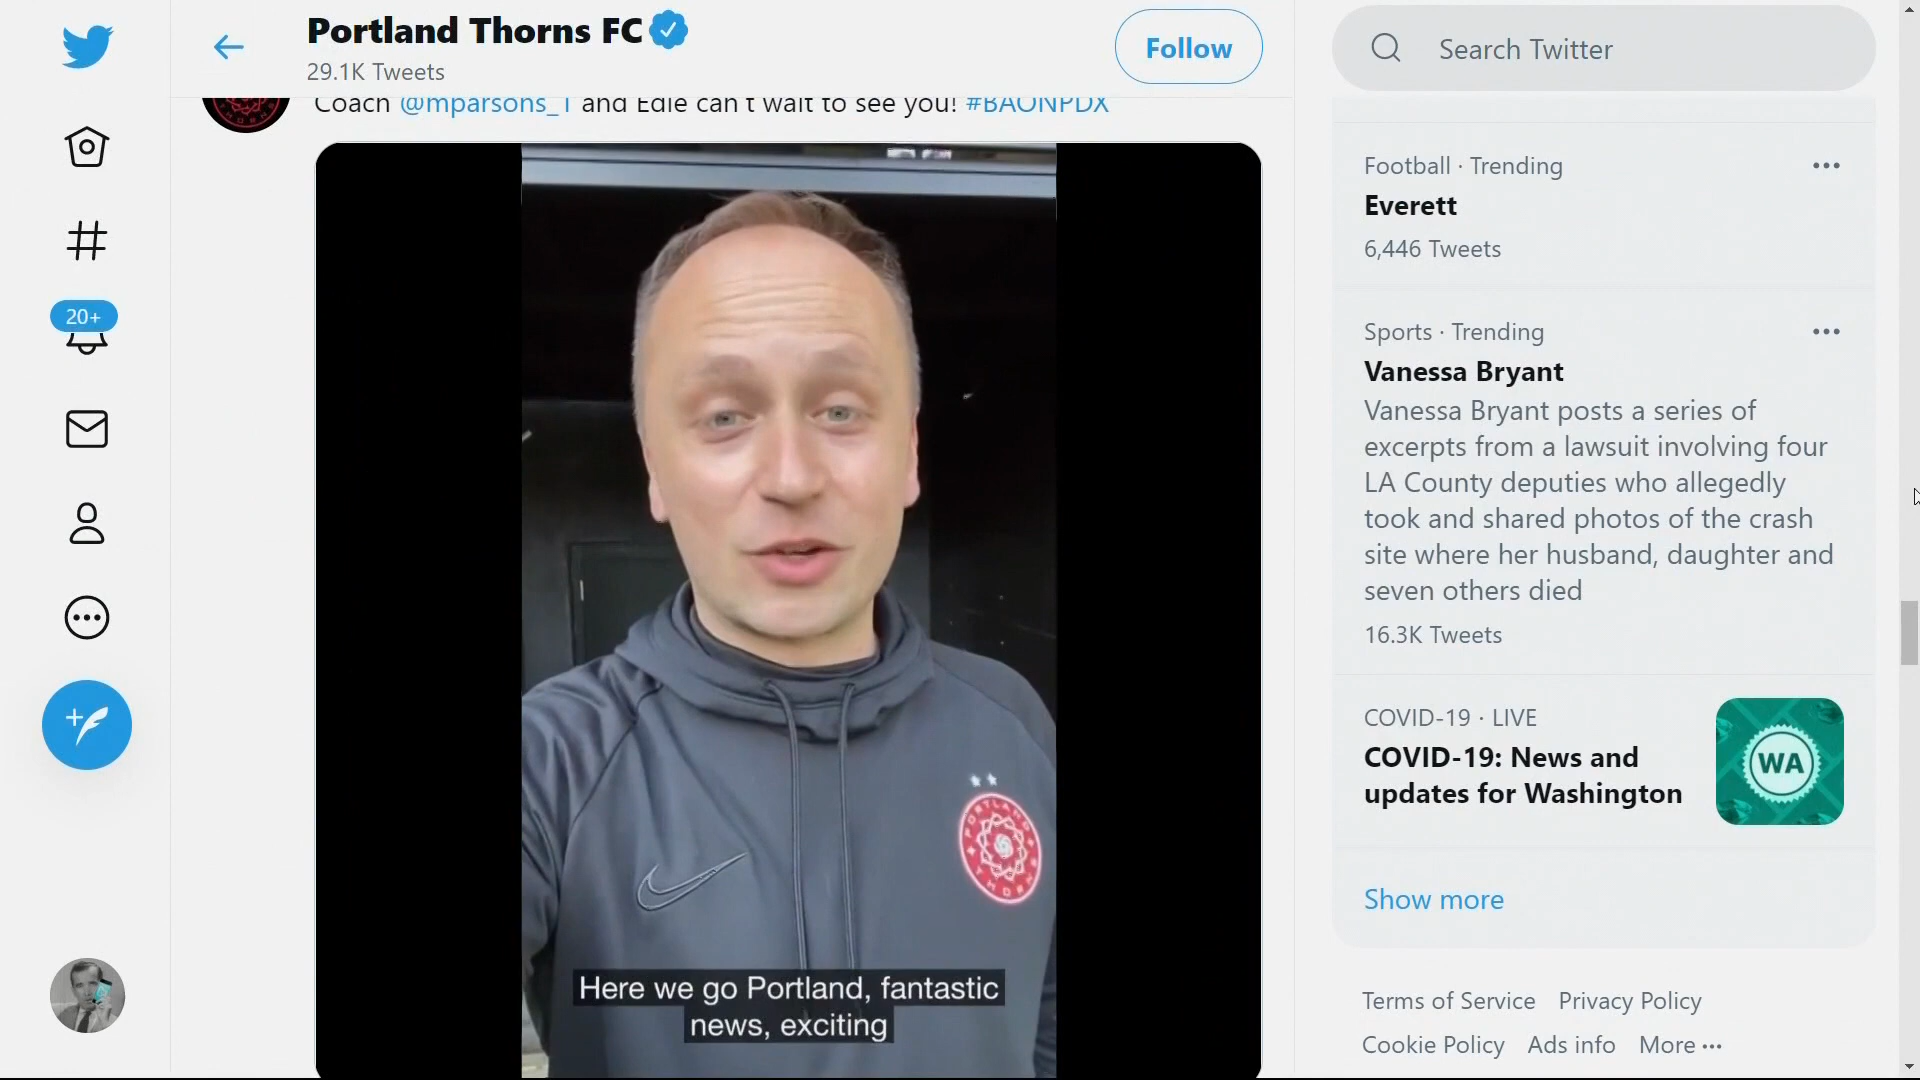 Portland Thorns FC
29.1K Tweets
Follow
Search Twitter
Coach @mparsons_1 and Edie can't wait to see you! #BAONPDX
20+
Here we go Portland, fantastic
news, exciting
PORTLAND
THORNS
Football · Trending
Everett
6,446 Tweets
Sports · Trending
Vanessa Bryant
Vanessa Bryant posts a series of
excerpts from a lawsuit involving four
LA County deputies who allegedly
took and shared photos of the crash
site where her husband, daughter and
seven others died
16.3K Tweets
COVID-19 · LIVE
COVID-19: News and
updates for Washington
WA
Show more
Terms of Service Privacy Policy
Cookie Policy Ads info More ···